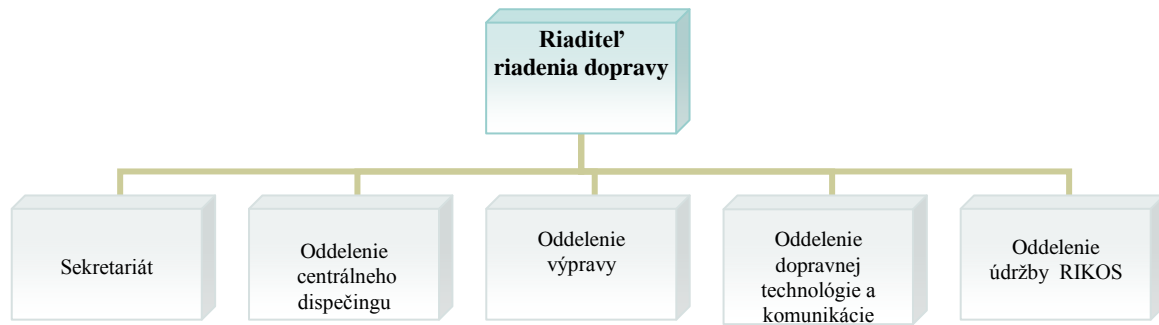 Riaditeľ
riadenia dopravy
Sekretariát
Oddelenie
centrálneho
dispečingu
Oddelenie
výpravy
Oddelenie
dopravnej
technológie a
komunikácie
Oddelenie
údržby RIKOS